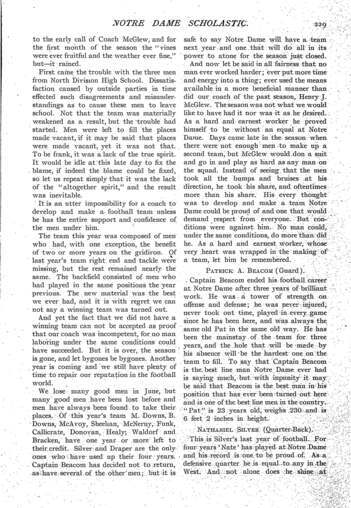 NOTRE DAME SCHOLASTIC.
229
to the early call of Coach McGlew, and for
the first month of the season the "vines
were ever fruitful and the weather ever fine,"
but—it rained.
First came the trouble with the three men
from North Division High School. Dissatis-
faction caused by outside parties in time
effected such disagreements and misunder-
standings as to cause these men to leave
school. Not that the team was materially
weakened as a result, but the trouble had
started. Men were left to fill the places
made vacant, if it may be said that places
were made vacant, yet it was not that.
To be frank, it was a lack of the true spirit.
It would be idle at this late day to fix the
blame, if indeed the blame could be fixed,
so let us repeat simply that it was the lack
of the "altogether spirit," and the result
was inevitable.
It is an utter impossibility for a coach to
develop and make a football team unless
he has the entire support and confidence of
the men under him.
The team this year was composed of men
who had, with one exception, the benefit
of two or more years on the gridiron. Of
last year's team right end and tackle were
missing, but the rest remained nearly the
same. The backfield consisted of men who
had played in the same positions the year
previous. The new material was the best
we ever had, and it is with regret we can
not say a winning team was turned out.
And yet the fact that we did not have a
winning team can not be accepted as proof
that our coach was incompetent, for no man
laboring under the same conditions could
have succeeded. But it is over, the season
is gone, and let bygones be bygones. Another
year is coming and we still have plenty of
time to repair our reputation in the football
world.
We lose many good men in June, but
many good men have been lost before and
men have always been found to take their
places. Of this year's team M. Downs, B.
Downs, McAvoy, Sheehan, McNerny, Funk,
Callicrate, Donovan, Healy, Waldorf and
Bracken, have one year or more left to
their credit. Silver and Draper are the only
ones who have used up their four years.
Captain Beacom has decided not to return,
as have several of the other men; but it is
safe to say Notre Dame will have a team
next year and one that will do all in its
power to atone for the season just closed.
And now let be said in all fairness that no
man ever worked harder; ever put more time
and energy into a thing; ever used the means
available in a more beneficial manner than
did our coach of the past season, Henry J.
McGlew. The season was not what we would
like to have had it nor was it as he desired.
As a hard and earnest worker he proved
himself to be without an equal at Notre
Dame. Days came late in the season when
there were not enough men to make up a
second team, but McGlew would don a suit
and go in and play as hard as any man on
the squad. Instead of seeing that the men
took all the bumps and bruises at his
direction, he took his share, and oftentimes
more than his share. His every thought
was to develop and make a team Notre
Dame could be proud of and one that would
demand respect from everyone. But con-
ditions were against him. No man could,
under the same conditions, do more than did
he. As a hard and earnest worker, whose
very heart was wrapped in the making of
a team, let him be remembered.
PATRICK A. BEACOM (Guard).
Captain Beacom ended his football career
at Notre Dame after three years of brilliant
work. He was a tower of strength on
offense and defense; he was never injured,
never took out time, played in every game
since he has been here, and was always the
same old Pat in the same old way. He has
been the mainstay of the team for three
years, and the hole that will be made by
his absence will be the hardest one on the
team to fill. To say that Captain Beacom
is the best line man Notre Dame ever had
is saying much, but with impunity it may
be said that Beacom is the best man in his
position that has ever been turned out here
and is one of the best line men in the country.
"Pat" is 23 years old, weighs 230 and is
6 feet 2 inches in height.
NATHANIEL SILVER (Quarter-Back).
This is Silver's last year of football. For
four years 'Nate' has played at Notre Dame
and his record is one to be proud of. As a
defensive quarter he is equal to any in the
West. And not alone does he shine at